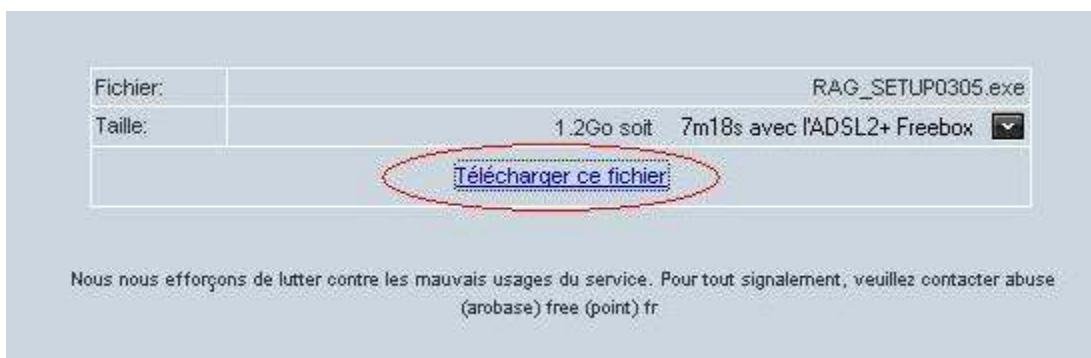 Fichier: RAG_SETUP0305.exe
Taille: 1.2Go soit 7m18s avec l'ADSL2+ Freebox
Télécharger ce fichier
Nous nous efforçons de lutter contre les mauvais usages du service. Pour tout signalement, veuillez contacter abuse
(arobase) free (point) fr